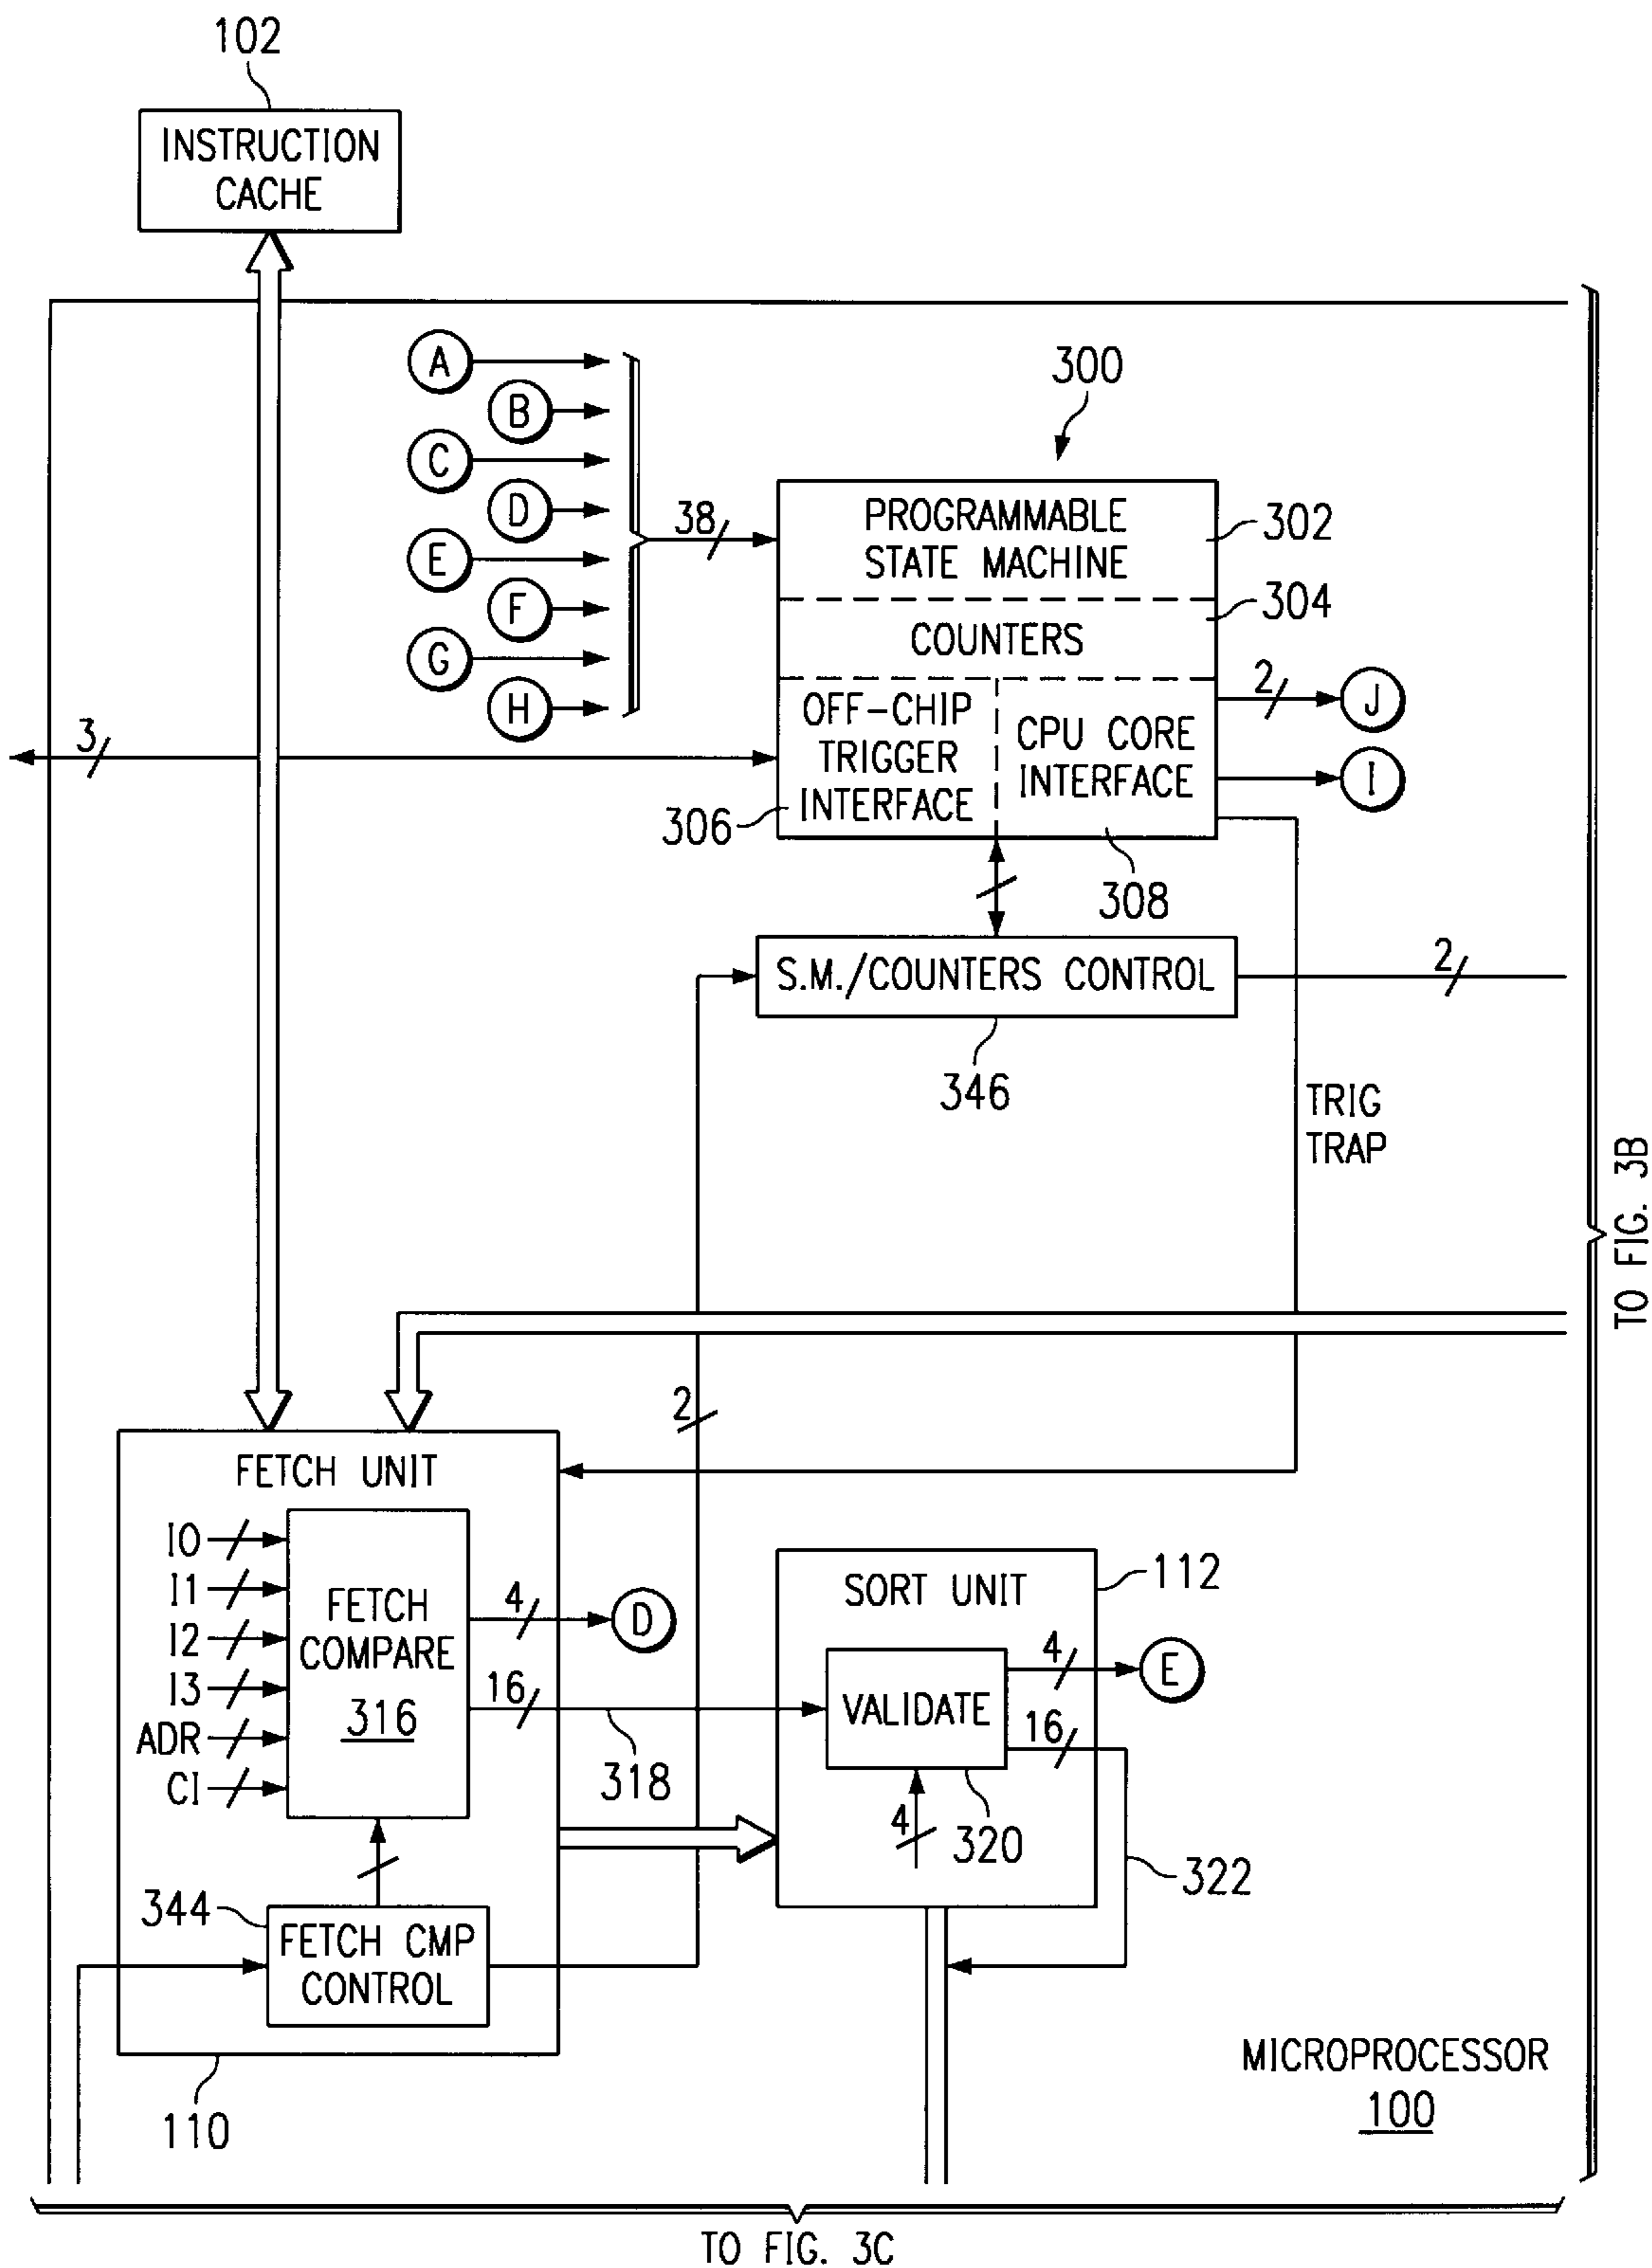 102
INSTRUCTION
CACHE
A
B
C
D
E
F
G
H
38
300
PROGRAMMABLE
STATE MACHINE
302
COUNTERS
304
OFF-CHIP
TRIGGER
INTERFACE
306
CPU CORE
INTERFACE
308
2
J
I
3
S.M./COUNTERS CONTROL
346
2
TRIG
TRAP
TO FIG. 3B
2
FETCH UNIT
I0
I1
I2
I3
ADR
CI
FETCH
COMPARE
316
4
D
16
318
SORT UNIT
112
VALIDATE
4
E
16
4
320
322
344
FETCH CMP
CONTROL
110
MICROPROCESSOR
100
TO FIG. 3C